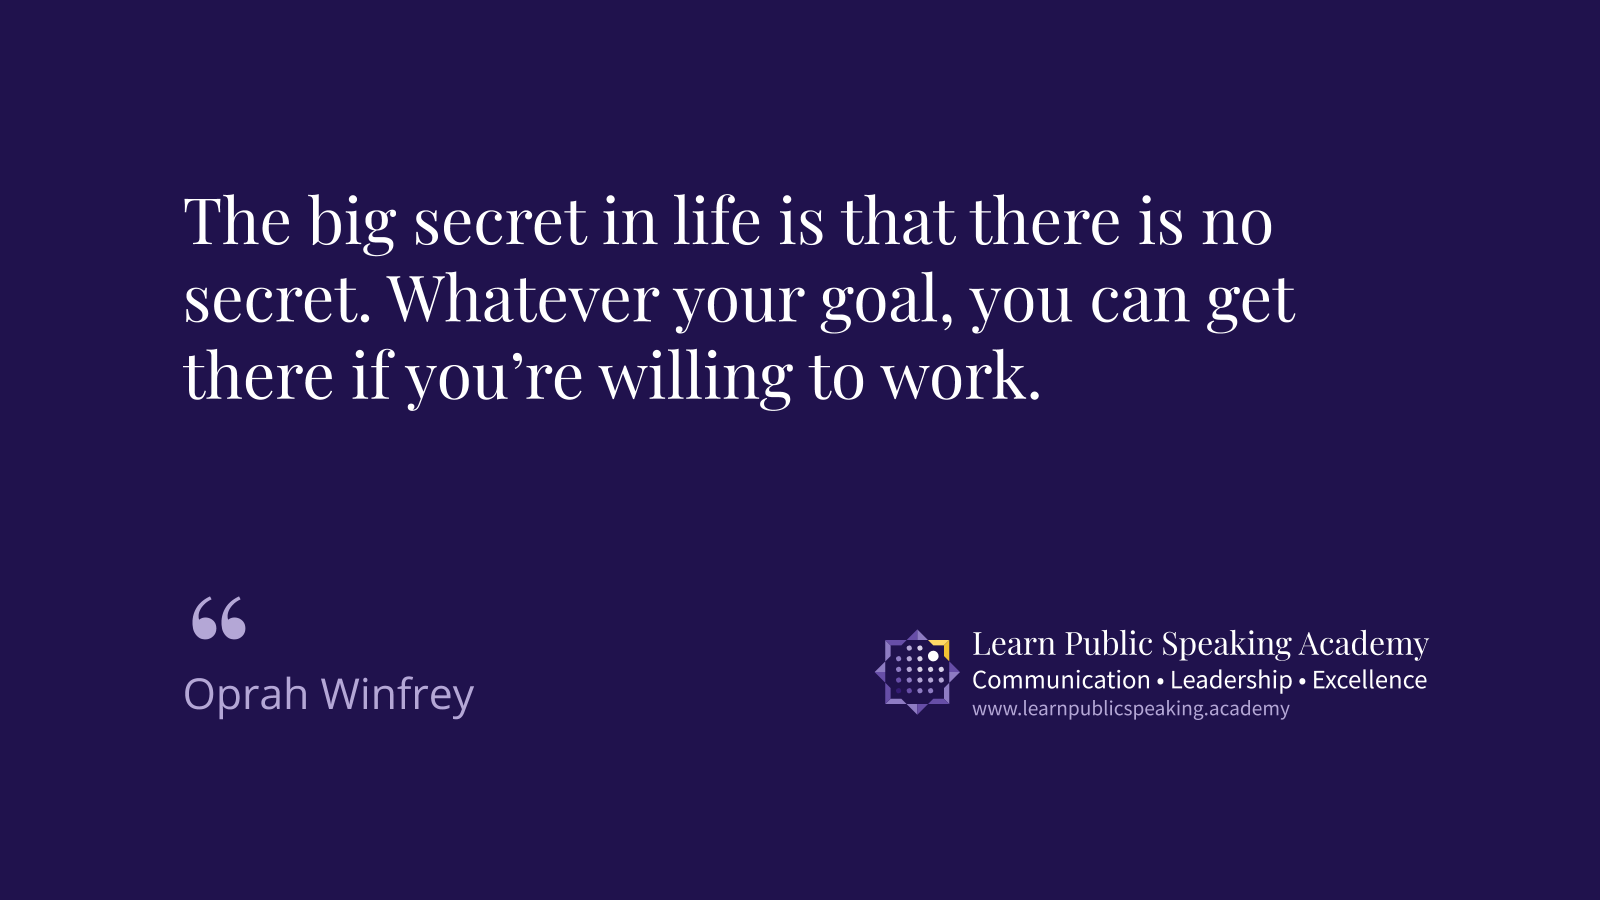 The big secret in life is that there is no
secret. Whatever your goal, you can get
there if you’re willing to work.
“
Oprah Winfrey
Learn Public Speaking Academy
Communication • Leadership • Excellence
www.learnpublicspeaking.academy